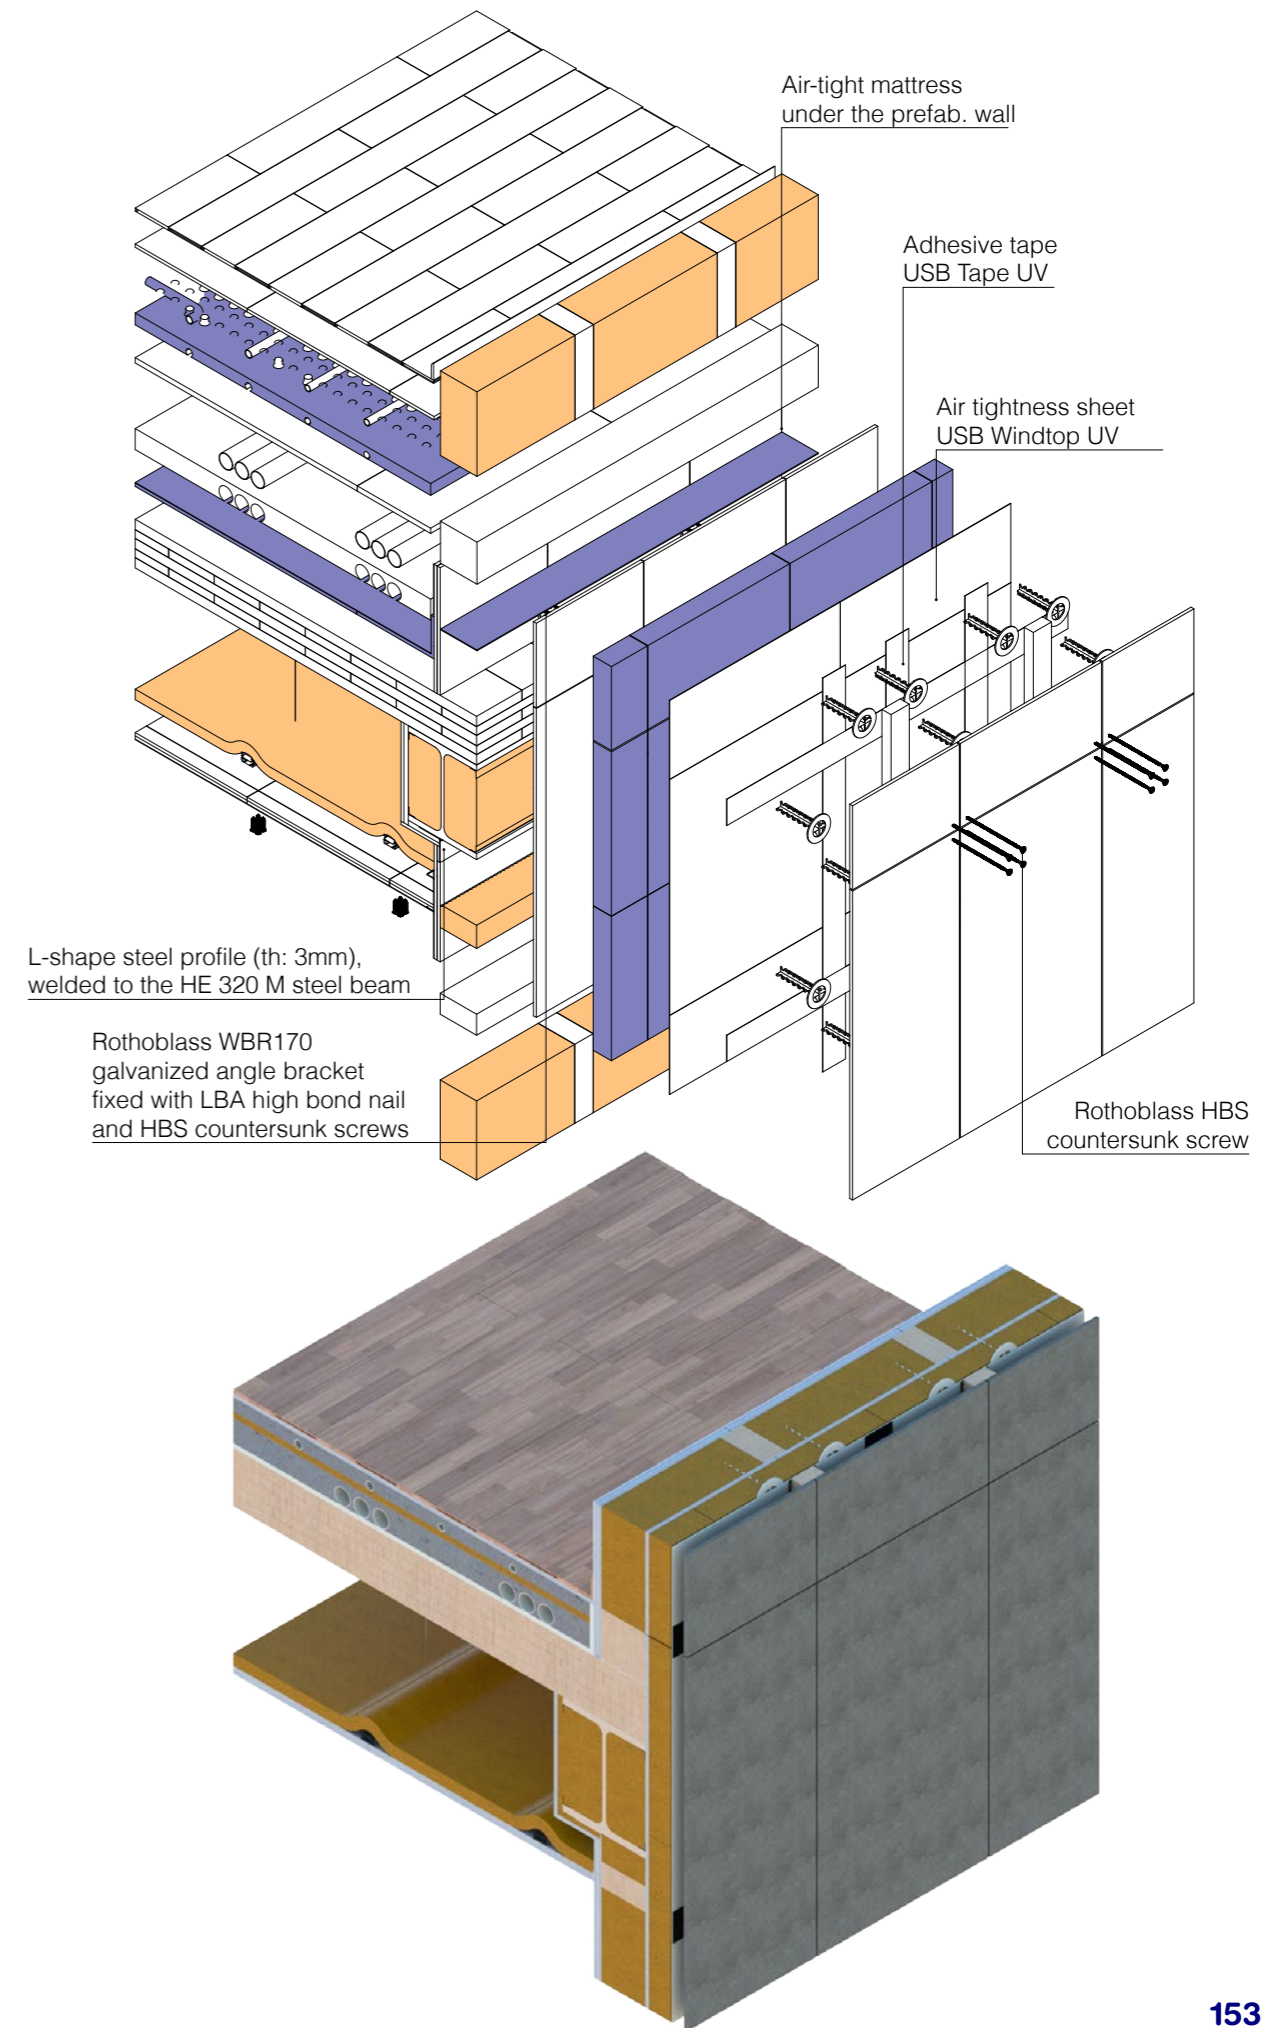 Air-tight mattress
under the prefab. wall
Adhesive tape
USB Tape UV
Air tightness sheet
USB Windtop UV
L-shape steel profile (th: 3mm),
welded to the HE 320 M steel beam
Rothoblass WBR170
galvanized angle bracket
fixed with LBA high bond nail
and HBS countersunk screws
Rothoblass HBS
countersunk screw
153